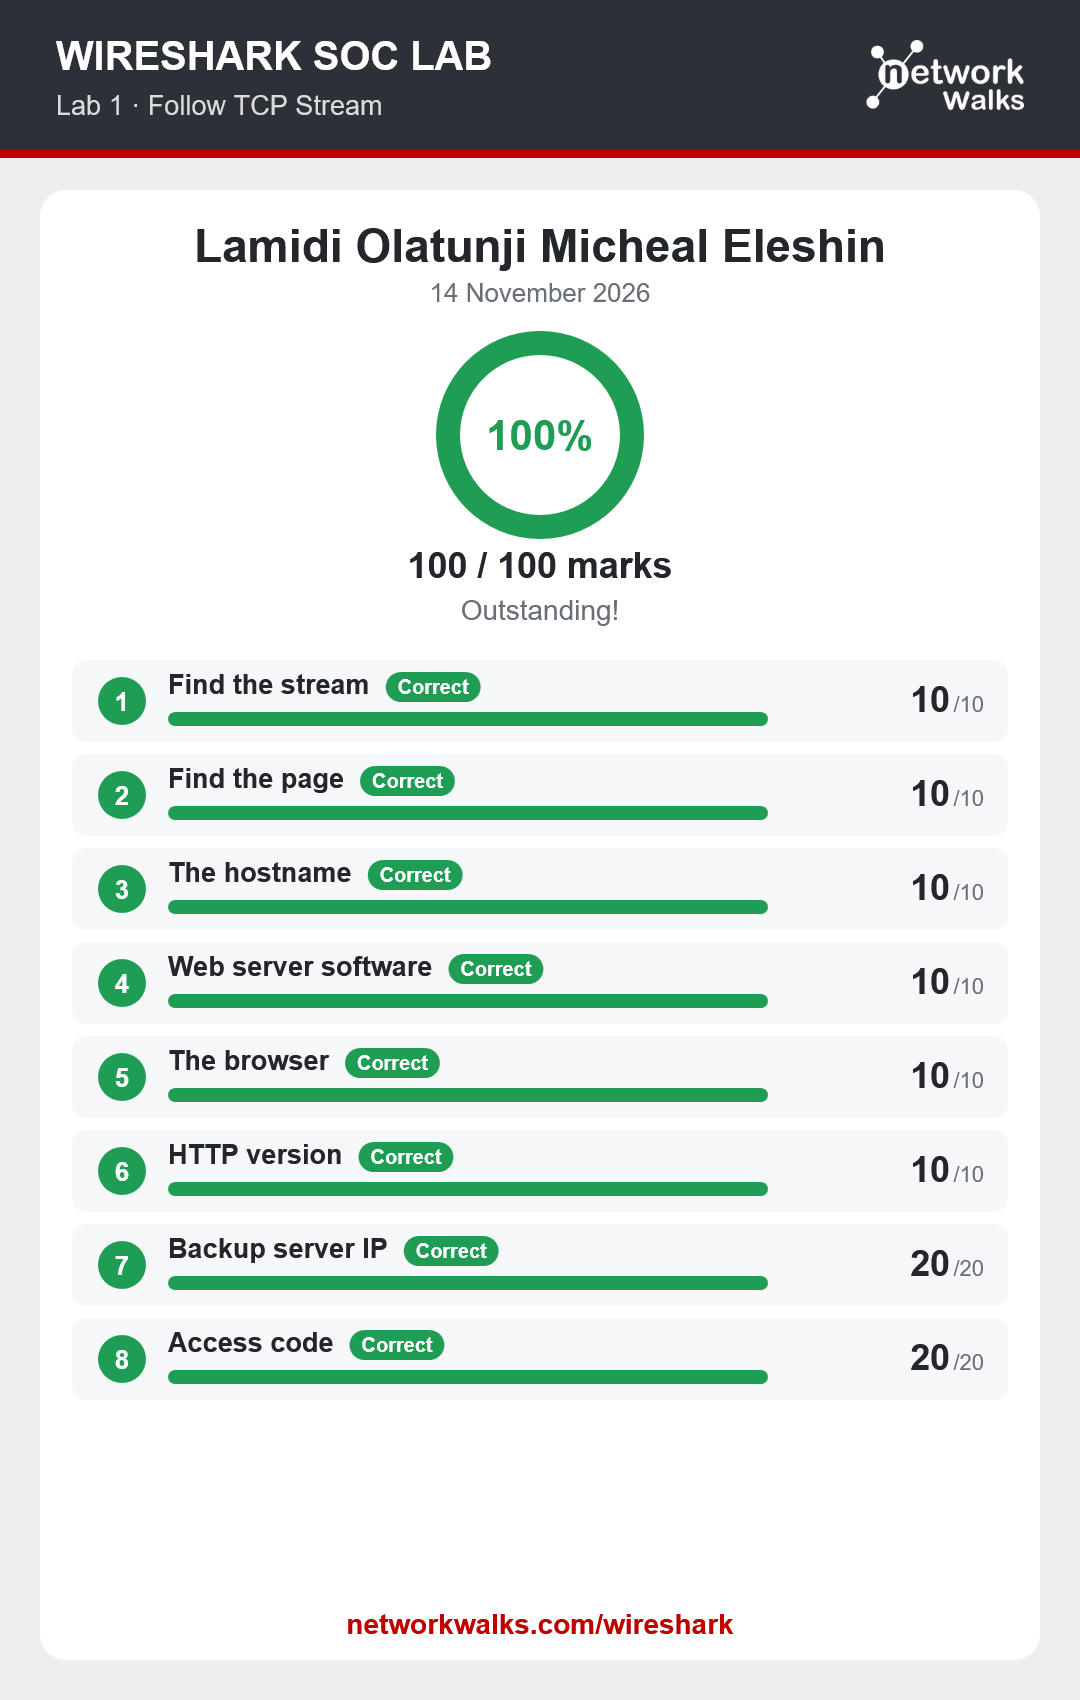 WIRESHARK SOC LAB
Lab 1 · Follow TCP Stream
network
Walks
Lamidi Olatunji Micheal Eleshin
14 November 2026
100%
100 / 100 marks
Outstanding!
1 Find the stream Correct 10/10
2 Find the page Correct 10/10
3 The hostname Correct 10/10
4 Web server software Correct 10/10
5 The browser Correct 10/10
6 HTTP version Correct 10/10
7 Backup server IP Correct 20/20
8 Access code Correct 20/20
networkwalks.com/wireshark